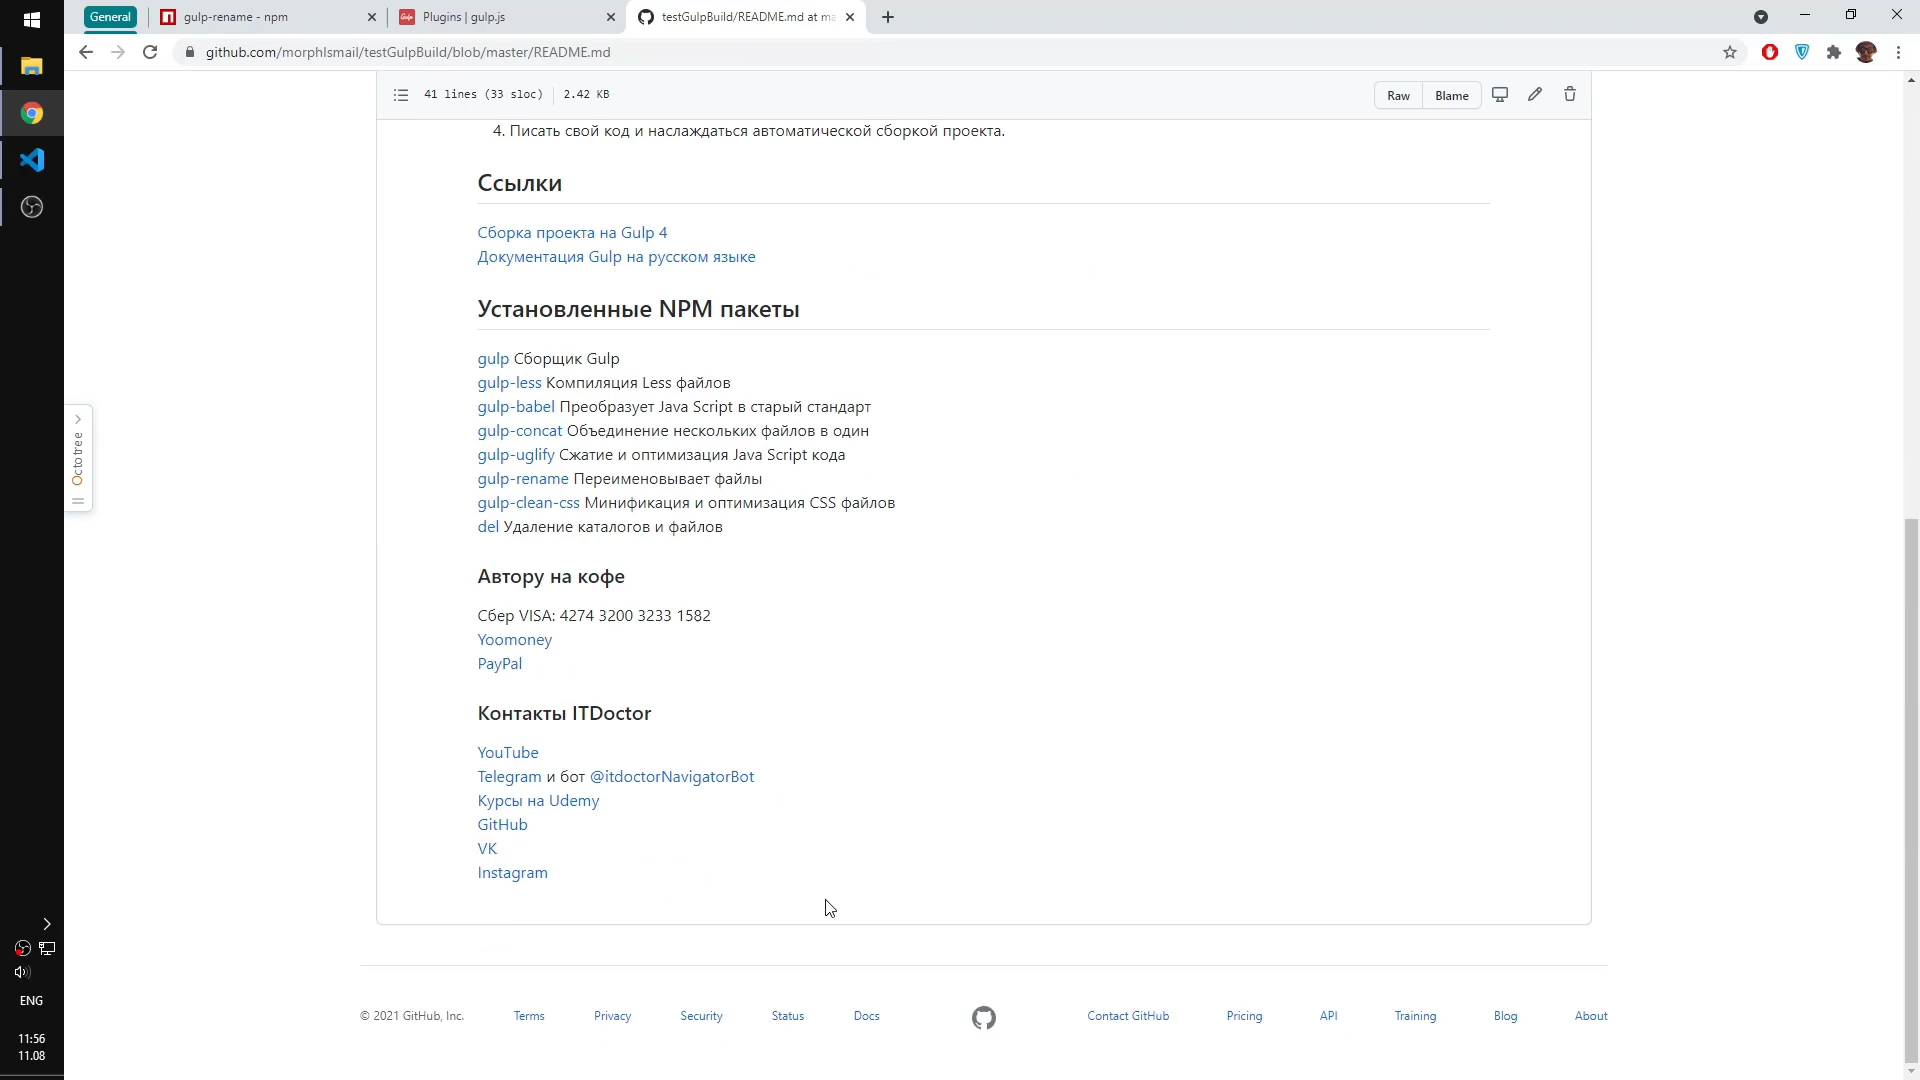 General
gulp-rename - npm
Plugins | gulp.js
testGulpBuild/README.md at ma
github.com/morphIsmail/testGulpBuild/blob/master/README.md
41 lines (33 sloc) 2.42 KB
Raw Blame
4. Писать свой код и наслаждаться автоматической сборкой проекта.
Ссылки
Сборка проекта на Gulp 4
Документация Gulp на русском языке
Установленные NPM пакеты
gulp Сборщик Gulp
gulp-less Компиляция Less файлов
gulp-babel Преобразует Java Script в старый стандарт
gulp-concat Объединение нескольких файлов в один
gulp-uglify Сжатие и оптимизация Java Script кода
gulp-rename Переименовывает файлы
gulp-clean-css Минификация и оптимизация CSS файлов
del Удаление каталогов и файлов
Octotree
Автору на кофе
Сбер VISA: 4274 3200 3233 1582
Yoomoney
PayPal
Контакты ITDoctor
YouTube
Telegram и бот @itdoctorNavigatorBot
Курсы на Udemy
GitHub
VK
Instagram
© 2021 GitHub, Inc. Terms Privacy Security Status Docs Contact GitHub Pricing API Training Blog About
ENG
11:56
11.08